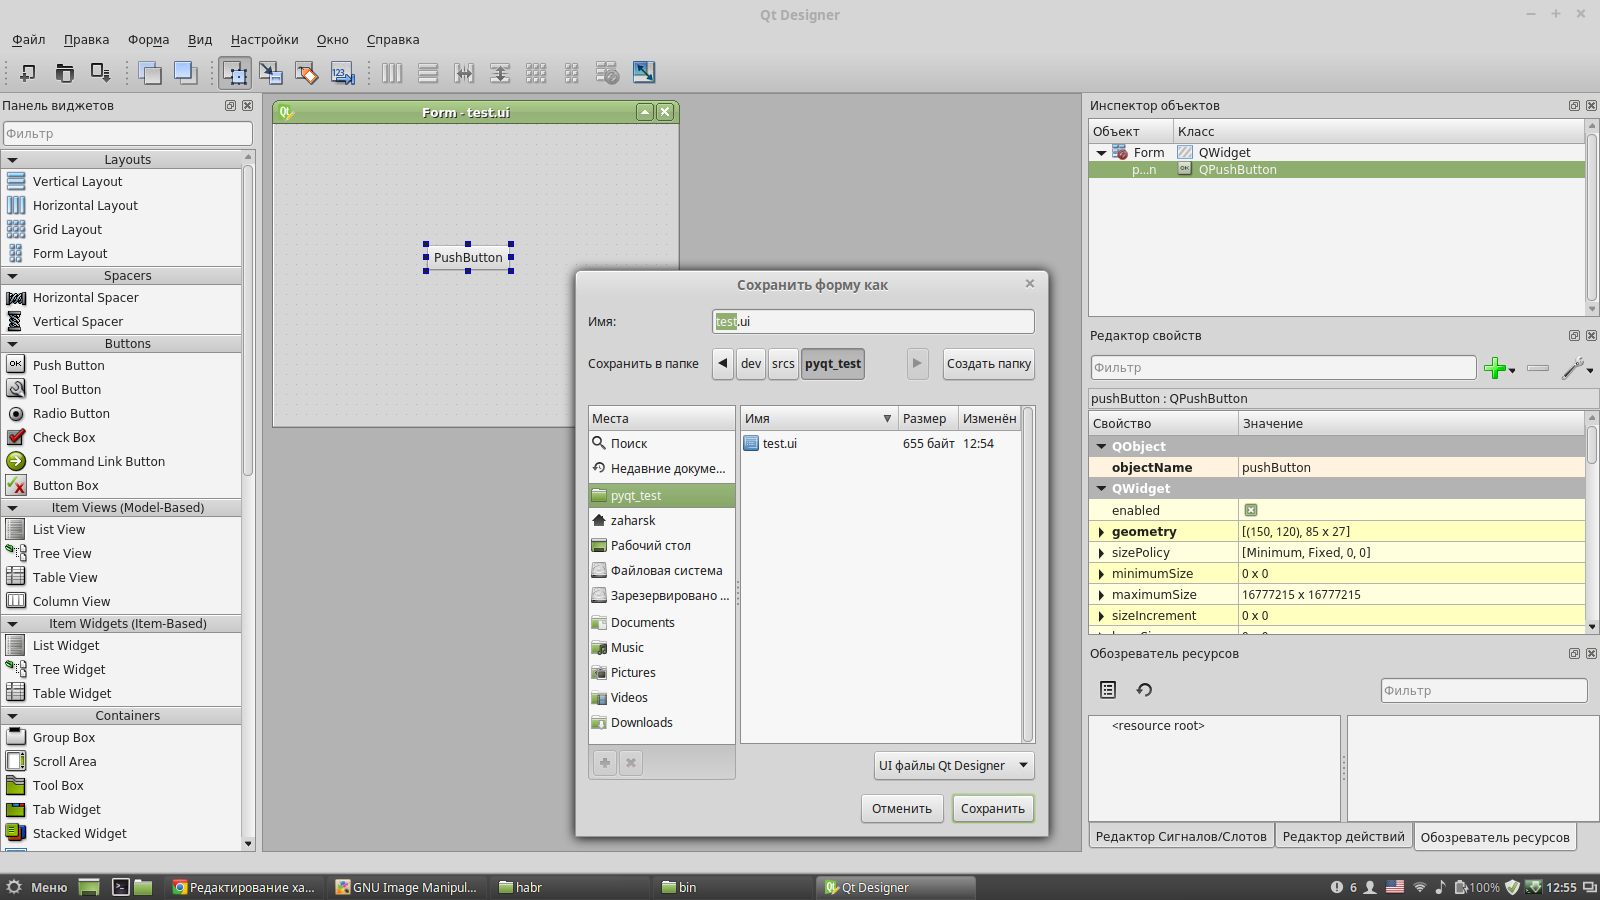 Qt Designer
Файл Правка Форма Вид Настройки Окно Справка
Панель виджетов
Фильтр
Layouts
Vertical Layout
Horizontal Layout
Grid Layout
Form Layout
Spacers
Horizontal Spacer
Vertical Spacer
Buttons
Push Button
Tool Button
Radio Button
Check Box
Command Link Button
Button Box
Item Views (Model-Based)
List View
Tree View
Table View
Column View
Item Widgets (Item-Based)
List Widget
Tree Widget
Table Widget
Containers
Group Box
Scroll Area
Tool Box
Tab Widget
Stacked Widget
Form - test.ui
PushButton
Сохранить форму как
Имя: test.ui
Сохранить в папке dev srcs pyqt_test Создать папку
Места
Поиск
Недавние докуме...
pyqt_test
zaharsk
Рабочий стол
Файловая система
Зарезервировано ...
Documents
Music
Pictures
Videos
Downloads
Имя Размер Изменён
test.ui 655 байт 12:54
UI файлы Qt Designer
Отменить Сохранить
Инспектор объектов
Объект Класс
Form QWidget
p...n QPushButton
Редактор свойств
Фильтр
pushButton : QPushButton
Свойство Значение
QObject
objectName pushButton
QWidget
enabled
geometry [(150, 120), 85 x 27]
sizePolicy [Minimum, Fixed, 0, 0]
minimumSize 0 x 0
maximumSize 16777215 x 16777215
sizeIncrement 0 x 0
Обозреватель ресурсов
Фильтр
<resource root>
Редактор Сигналов/Слотов Редактор действий Обозреватель ресурсов
Меню Редактирование ха... GNU Image Manipul... habr bin Qt Designer 6 100% 12:55